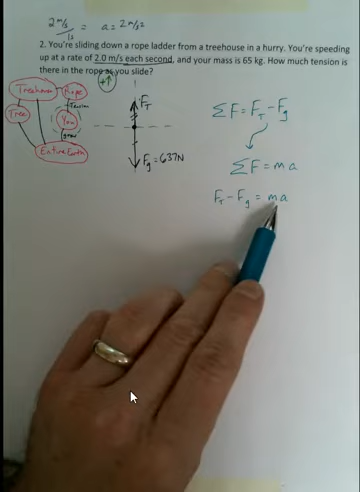 2 m/s / 1s = a = 2 m/s²
2. You're sliding down a rope ladder from a treehouse in a hurry. You're speeding
up at a rate of 2.0 m/s each second, and your mass is 65 kg. How much tension is
there in the rope as you slide?
+↑
Treehouse
Rope
Tension
Tree
You
grav
Entire Earth
F_T
F_g = 637N
ΣF = F_T - F_g
ΣF = ma
F_T - F_g = ma